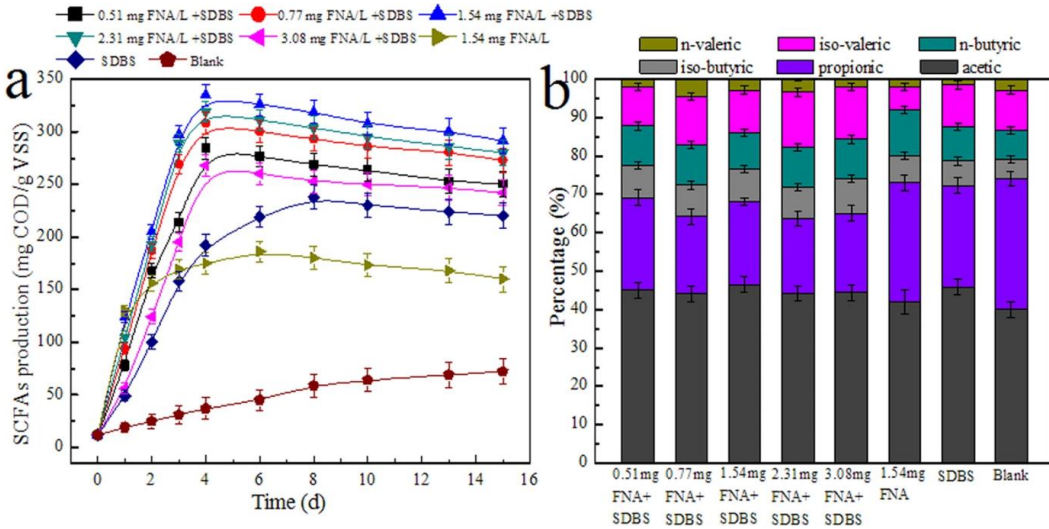 0.51 mg FNA/L +SDBS 0.77 mg FNA/L +SDBS 1.54 mg FNA/L +SDBS
2.31 mg FNA/L +SDBS 3.08 mg FNA/L +SDBS 1.54 mg FNA/L
SDBS Blank
a
350
300
250
200
150
100
50
0
SCFAs production (mg COD/g VSS)
0 2 4 6 8 10 12 14 16
Time (d)
n-valeric iso-valeric n-butyric
iso-butyric propionic acetic
b
100
90
80
70
60
50
40
30
20
10
0
Percentage (%)
0.51mg 0.77mg 1.54mg 2.31mg 3.08mg 1.54mg SDBS Blank
FNA+ FNA+ FNA+ FNA+ FNA+ FNA
SDBS SDBS SDBS SDBS SDBS